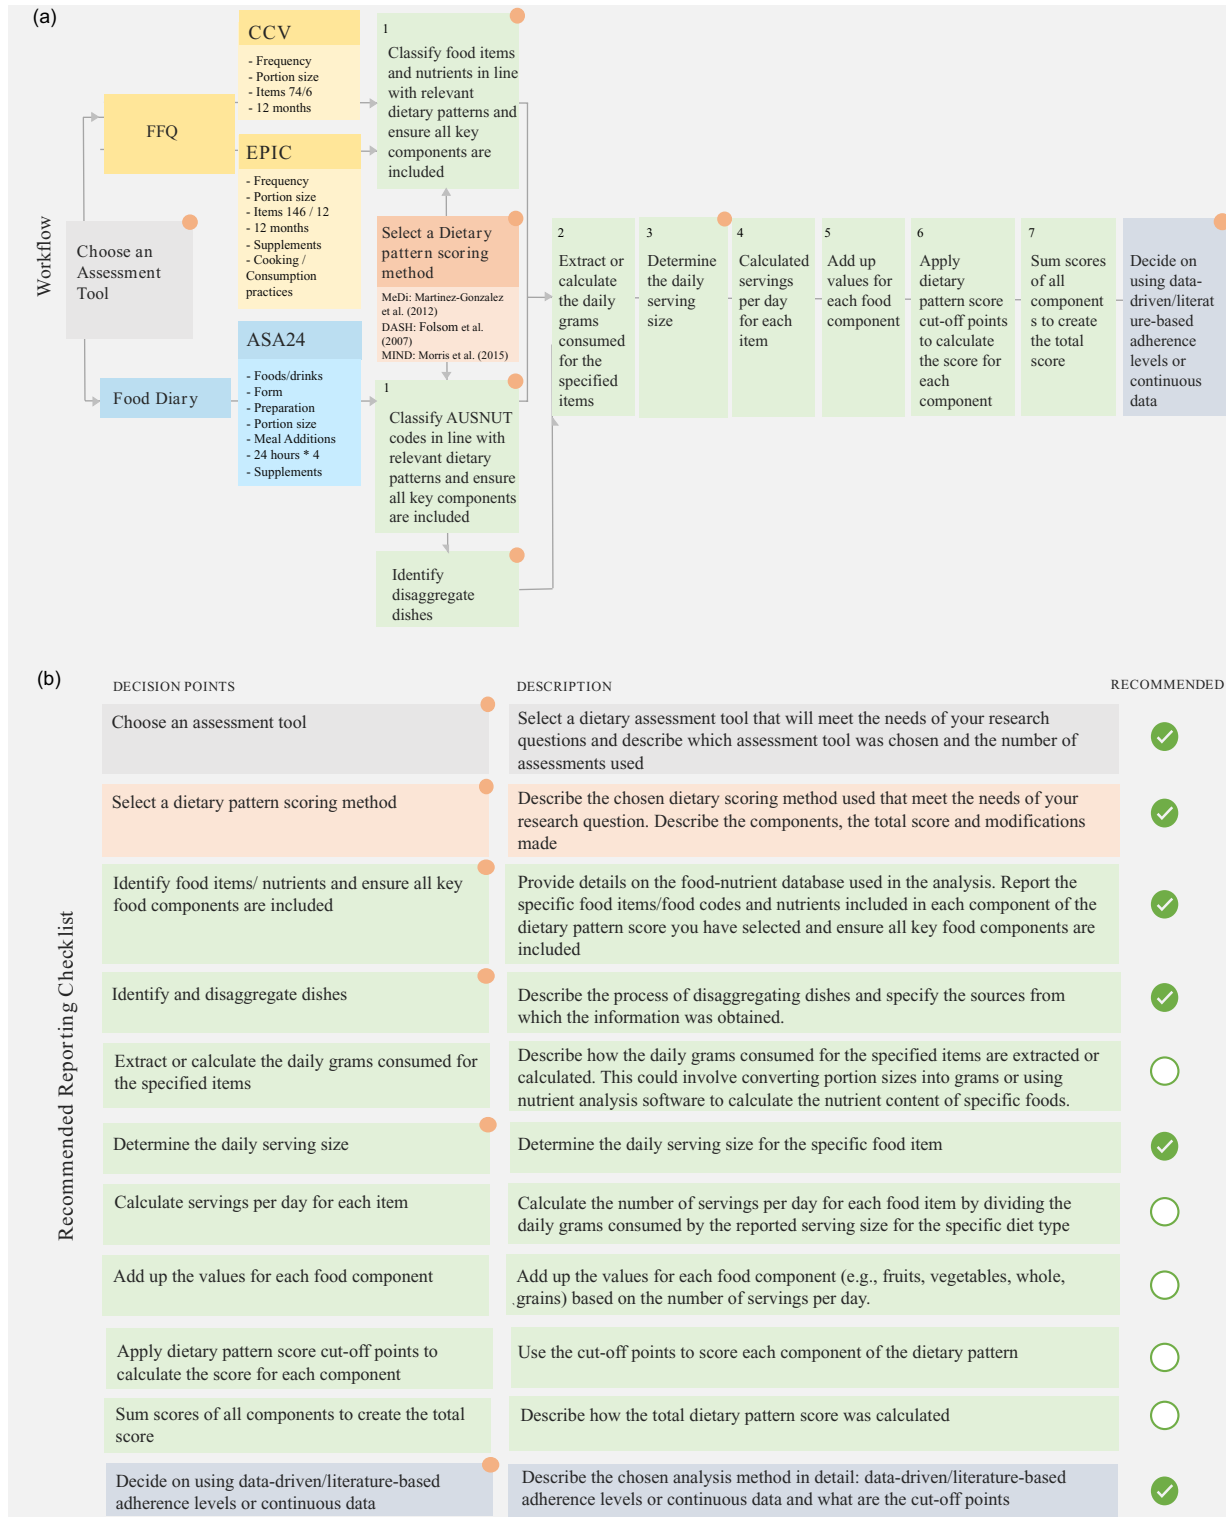 (a)
Workflow
Choose an
Assessment
Tool
FFQ
Food Diary
CCV
- Frequency
- Portion size
- Items 74/6
- 12 months
EPIC
- Frequency
- Portion size
- Items 146 / 12
- 12 months
- Supplements
- Cooking /
Consumption
practices
ASA24
- Foods/drinks
- Form
- Preparation
- Portion size
- Meal Additions
- 24 hours * 4
- Supplements
1
Classify food items
and nutrients in line
with relevant
dietary patterns and
ensure all key
components are
included
Select a Dietary
pattern scoring
method
MeDi: Martinez-Gonzalez
et al. (2012)
DASH: Folsom et al.
(2007)
MIND: Morris et al. (2015)
1
Classify AUSNUT
codes in line with
relevant dietary
patterns and ensure
all key components
are included
Identify
disaggregate
dishes
2
Extract or
calculate
the daily
grams
consumed
for the
specified
items
3
Determine
the daily
serving
size
4
Calculated
servings
per day
for each
item
5
Add up
values for
each food
component
6
Apply
dietary
pattern score
cut-off points
to calculate
the score for
each
component
7
Sum scores
of all
component
s to create
the total
score
Decide on
using data-
driven/literat
ure-based
adherence
levels or
continuous
data
(b)
Recommended Reporting Checklist
DECISION POINTS
DESCRIPTION
RECOMMENDED
Choose an assessment tool
Select a dietary assessment tool that will meet the needs of your research
questions and describe which assessment tool was chosen and the number of
assessments used
Select a dietary pattern scoring method
Describe the chosen dietary scoring method used that meet the needs of your
research question. Describe the components, the total score and modifications
made
Identify food items/ nutrients and ensure all key
food components are included
Provide details on the food-nutrient database used in the analysis. Report the
specific food items/food codes and nutrients included in each component of the
dietary pattern score you have selected and ensure all key food components are
included
Identify and disaggregate dishes
Describe the process of disaggregating dishes and specify the sources from
which the information was obtained.
Extract or calculate the daily grams consumed for
the specified items
Describe how the daily grams consumed for the specified items are extracted or
calculated. This could involve converting portion sizes into grams or using
nutrient analysis software to calculate the nutrient content of specific foods.
Determine the daily serving size
Determine the daily serving size for the specific food item
Calculate servings per day for each item
Calculate the number of servings per day for each food item by dividing the
daily grams consumed by the reported serving size for the specific diet type
Add up the values for each food component
Add up the values for each food component (e.g., fruits, vegetables, whole,
.grains) based on the number of servings per day.
Apply dietary pattern score cut-off points to
calculate the score for each component
Use the cut-off points to score each component of the dietary pattern
Sum scores of all components to create the total
score
Describe how the total dietary pattern score was calculated
Decide on using data-driven/literature-based
adherence levels or continuous data
Describe the chosen analysis method in detail: data-driven/literature-based
adherence levels or continuous data and what are the cut-off points